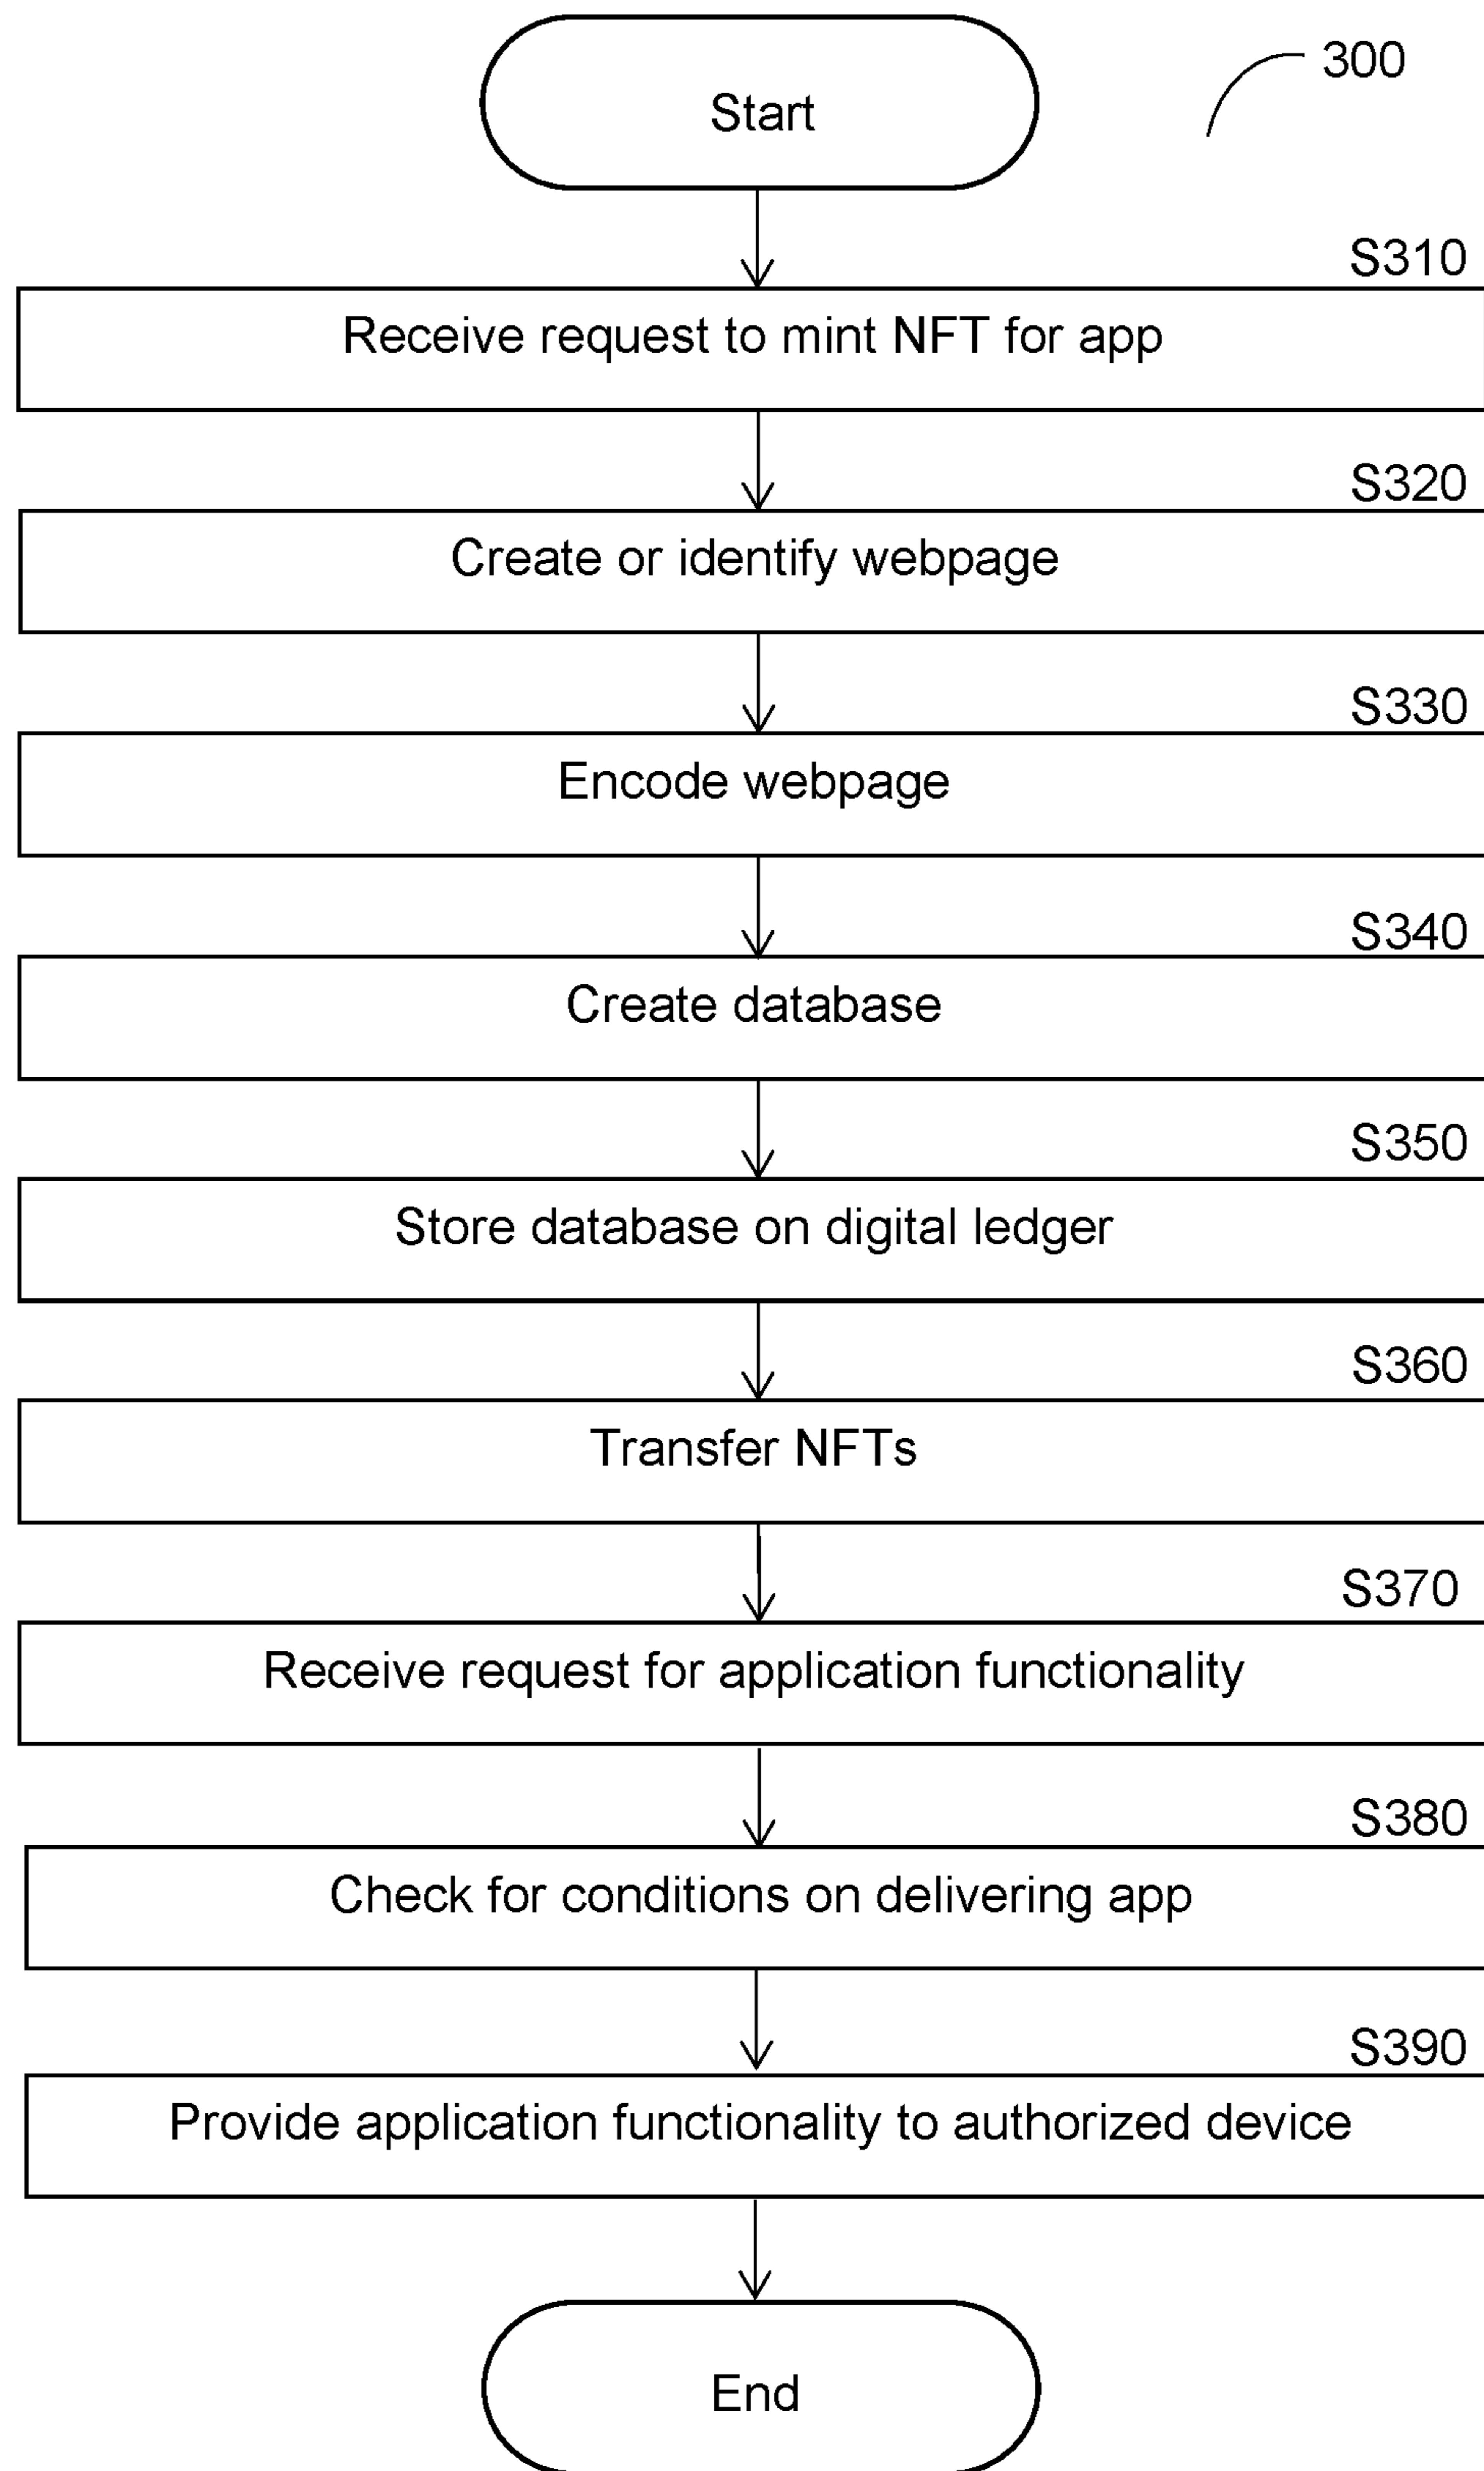 Start
300
S310
Receive request to mint NFT for app
S320
Create or identify webpage
S330
Encode webpage
S340
Create database
S350
Store database on digital ledger
S360
Transfer NFTs
S370
Receive request for application functionality
S380
Check for conditions on delivering app
S390
Provide application functionality to authorized device
End